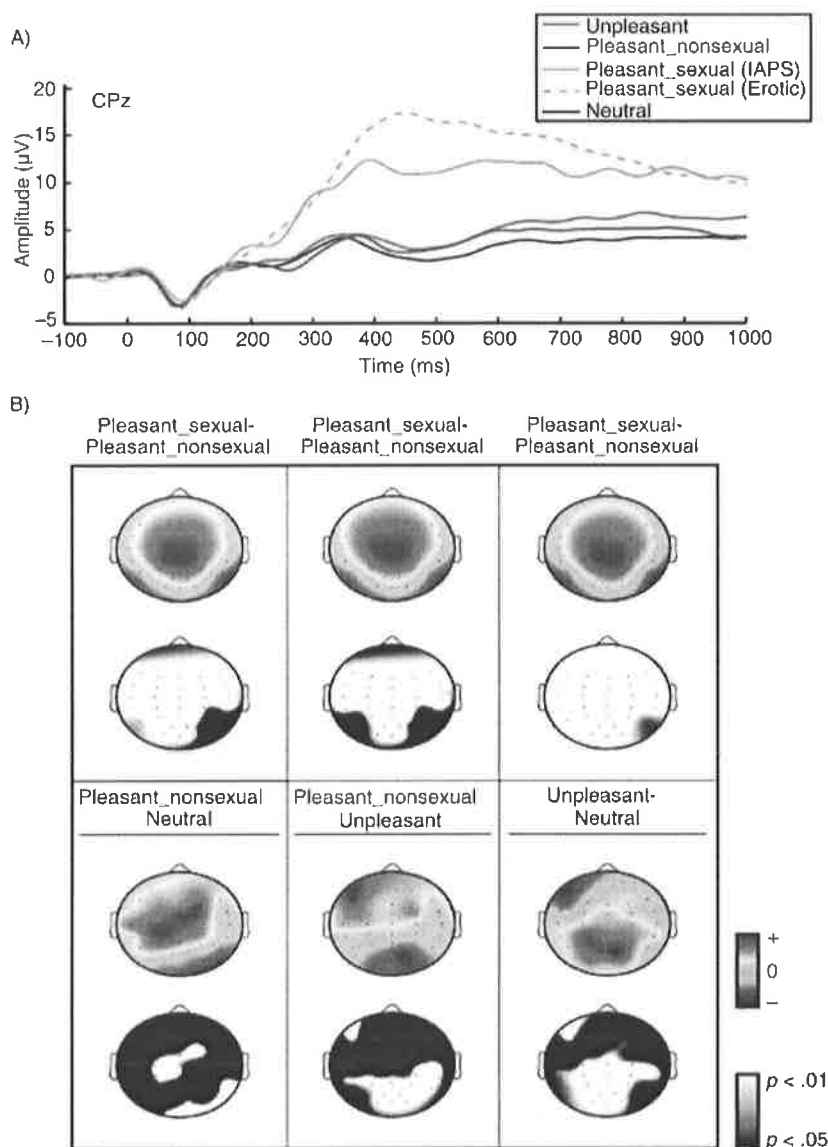 A)
Unpleasant
Pleasant_nonsexual
Pleasant_sexual (IAPS)
Pleasant_sexual (Erotic)
Neutral
CPz
Amplitude (µV)
20
15
10
5
0
−5
−100 0 100 200 300 400 500 600 700 800 900 1000
Time (ms)
B)
Pleasant_sexual-
Pleasant_nonsexual
Pleasant_sexual-
Pleasant_nonsexual
Pleasant_sexual-
Pleasant_nonsexual
Pleasant_nonsexual
Neutral
Pleasant_nonsexual
Unpleasant
Unpleasant-
Neutral
+
0
−
p < .01
p < .05